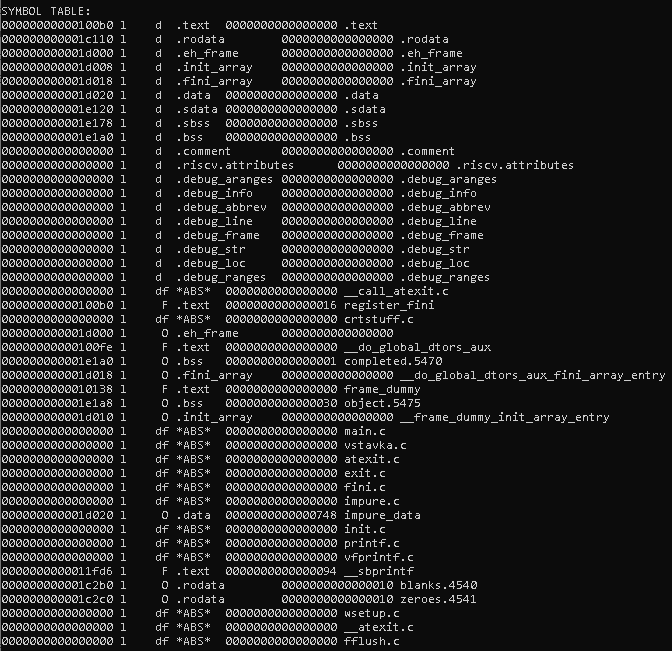 SYMBOL TABLE:
00000000000100b0 l    d  .text	0000000000000000 .text
000000000001c110 l    d  .rodata	0000000000000000 .rodata
000000000001d000 l    d  .eh_frame	0000000000000000 .eh_frame
000000000001d008 l    d  .init_array	0000000000000000 .init_array
000000000001d018 l    d  .fini_array	0000000000000000 .fini_array
000000000001d020 l    d  .data	0000000000000000 .data
000000000001e120 l    d  .sdata	0000000000000000 .sdata
000000000001e178 l    d  .sbss	0000000000000000 .sbss
000000000001e1a0 l    d  .bss	0000000000000000 .bss
0000000000000000 l    d  .comment	0000000000000000 .comment
0000000000000000 l    d  .riscv.attributes	0000000000000000 .riscv.attributes
0000000000000000 l    d  .debug_aranges	0000000000000000 .debug_aranges
0000000000000000 l    d  .debug_info	0000000000000000 .debug_info
0000000000000000 l    d  .debug_abbrev	0000000000000000 .debug_abbrev
0000000000000000 l    d  .debug_line	0000000000000000 .debug_line
0000000000000000 l    d  .debug_frame	0000000000000000 .debug_frame
0000000000000000 l    d  .debug_str	0000000000000000 .debug_str
0000000000000000 l    d  .debug_loc	0000000000000000 .debug_loc
0000000000000000 l    d  .debug_ranges	0000000000000000 .debug_ranges
0000000000000000 l    df *ABS*	0000000000000000 __call_atexit.c
00000000000100b0 l     F .text	0000000000000016 register_fini
0000000000000000 l    df *ABS*	0000000000000000 crtstuff.c
000000000001d000 l     O .eh_frame	0000000000000000
00000000000100fe l     F .text	0000000000000000 __do_global_dtors_aux
000000000001e1a0 l     O .bss	0000000000000001 completed.5470
000000000001d018 l     O .fini_array	0000000000000000 __do_global_dtors_aux_fini_array_entry
0000000000010138 l     F .text	0000000000000000 frame_dummy
000000000001e1a8 l     O .bss	0000000000000030 object.5475
000000000001d010 l     O .init_array	0000000000000000 __frame_dummy_init_array_entry
0000000000000000 l    df *ABS*	0000000000000000 main.c
0000000000000000 l    df *ABS*	0000000000000000 vstavka.c
0000000000000000 l    df *ABS*	0000000000000000 atexit.c
0000000000000000 l    df *ABS*	0000000000000000 exit.c
0000000000000000 l    df *ABS*	0000000000000000 fini.c
0000000000000000 l    df *ABS*	0000000000000000 impure.c
000000000001d020 l     O .data	0000000000000748 impure_data
0000000000000000 l    df *ABS*	0000000000000000 init.c
0000000000000000 l    df *ABS*	0000000000000000 printf.c
0000000000000000 l    df *ABS*	0000000000000000 vfprintf.c
0000000000011fd6 l     F .text	0000000000000094 __sbprintf
000000000001c2b0 l     O .rodata	0000000000000010 blanks.4540
000000000001c2c0 l     O .rodata	0000000000000010 zeroes.4541
0000000000000000 l    df *ABS*	0000000000000000 wsetup.c
0000000000000000 l    df *ABS*	0000000000000000 __atexit.c
0000000000000000 l    df *ABS*	0000000000000000 fflush.c